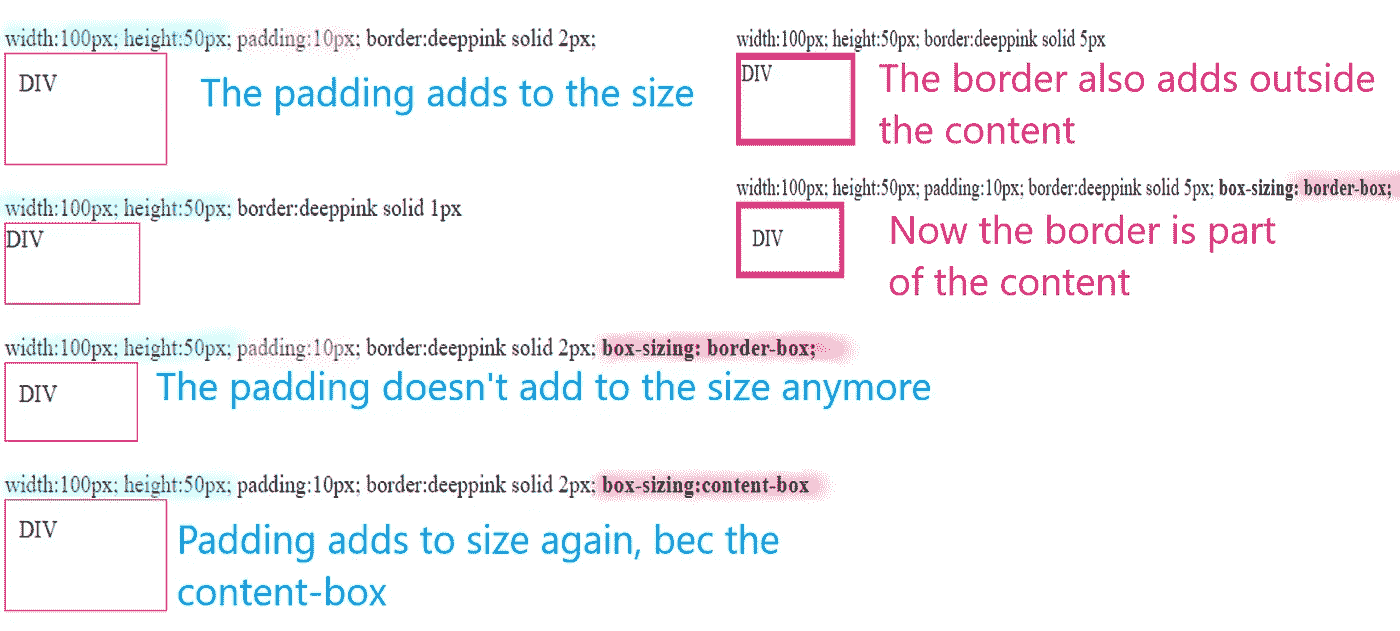 width:100px; height:50px; padding:10px; border:deeppink solid 2px;
DIV
The padding adds to the size
width:100px; height:50px; border:deeppink solid 1px
DIV
width:100px; height:50px; padding:10px; border:deeppink solid 2px; box-sizing: border-box;
DIV
The padding doesn't add to the size anymore
width:100px; height:50px; padding:10px; border:deeppink solid 2px; box-sizing:content-box
DIV
Padding adds to size again, bec the
content-box
width:100px; height:50px; border:deeppink solid 5px
DIV
The border also adds outside
the content
width:100px; height:50px; padding:10px; border:deeppink solid 5px; box-sizing: border-box;
DIV
Now the border is part
of the content